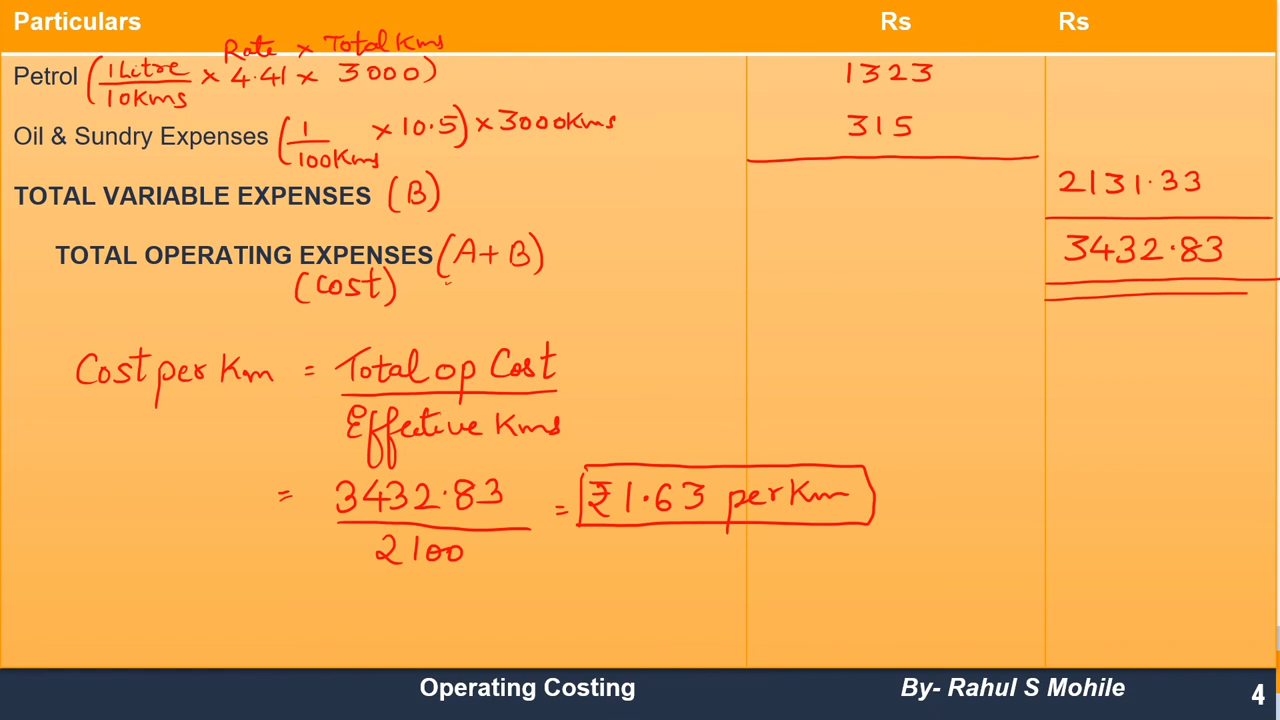 Particulars Rs Rs
Rate × Total Kms
Petrol (1 Litre / 10 Kms × 4.41 × 3000) 1323
Oil & Sundry Expenses (1 / 100 Kms × 10.5) × 3000 Kms 315
TOTAL VARIABLE EXPENSES (B) 2131.33
TOTAL OPERATING EXPENSES (A+B) 3432.83
(Cost)
Cost per Km = Total op Cost / Effective Kms
= 3432.83 / 2100 = ₹1.63 per Km
Operating Costing By- Rahul S Mohile 4